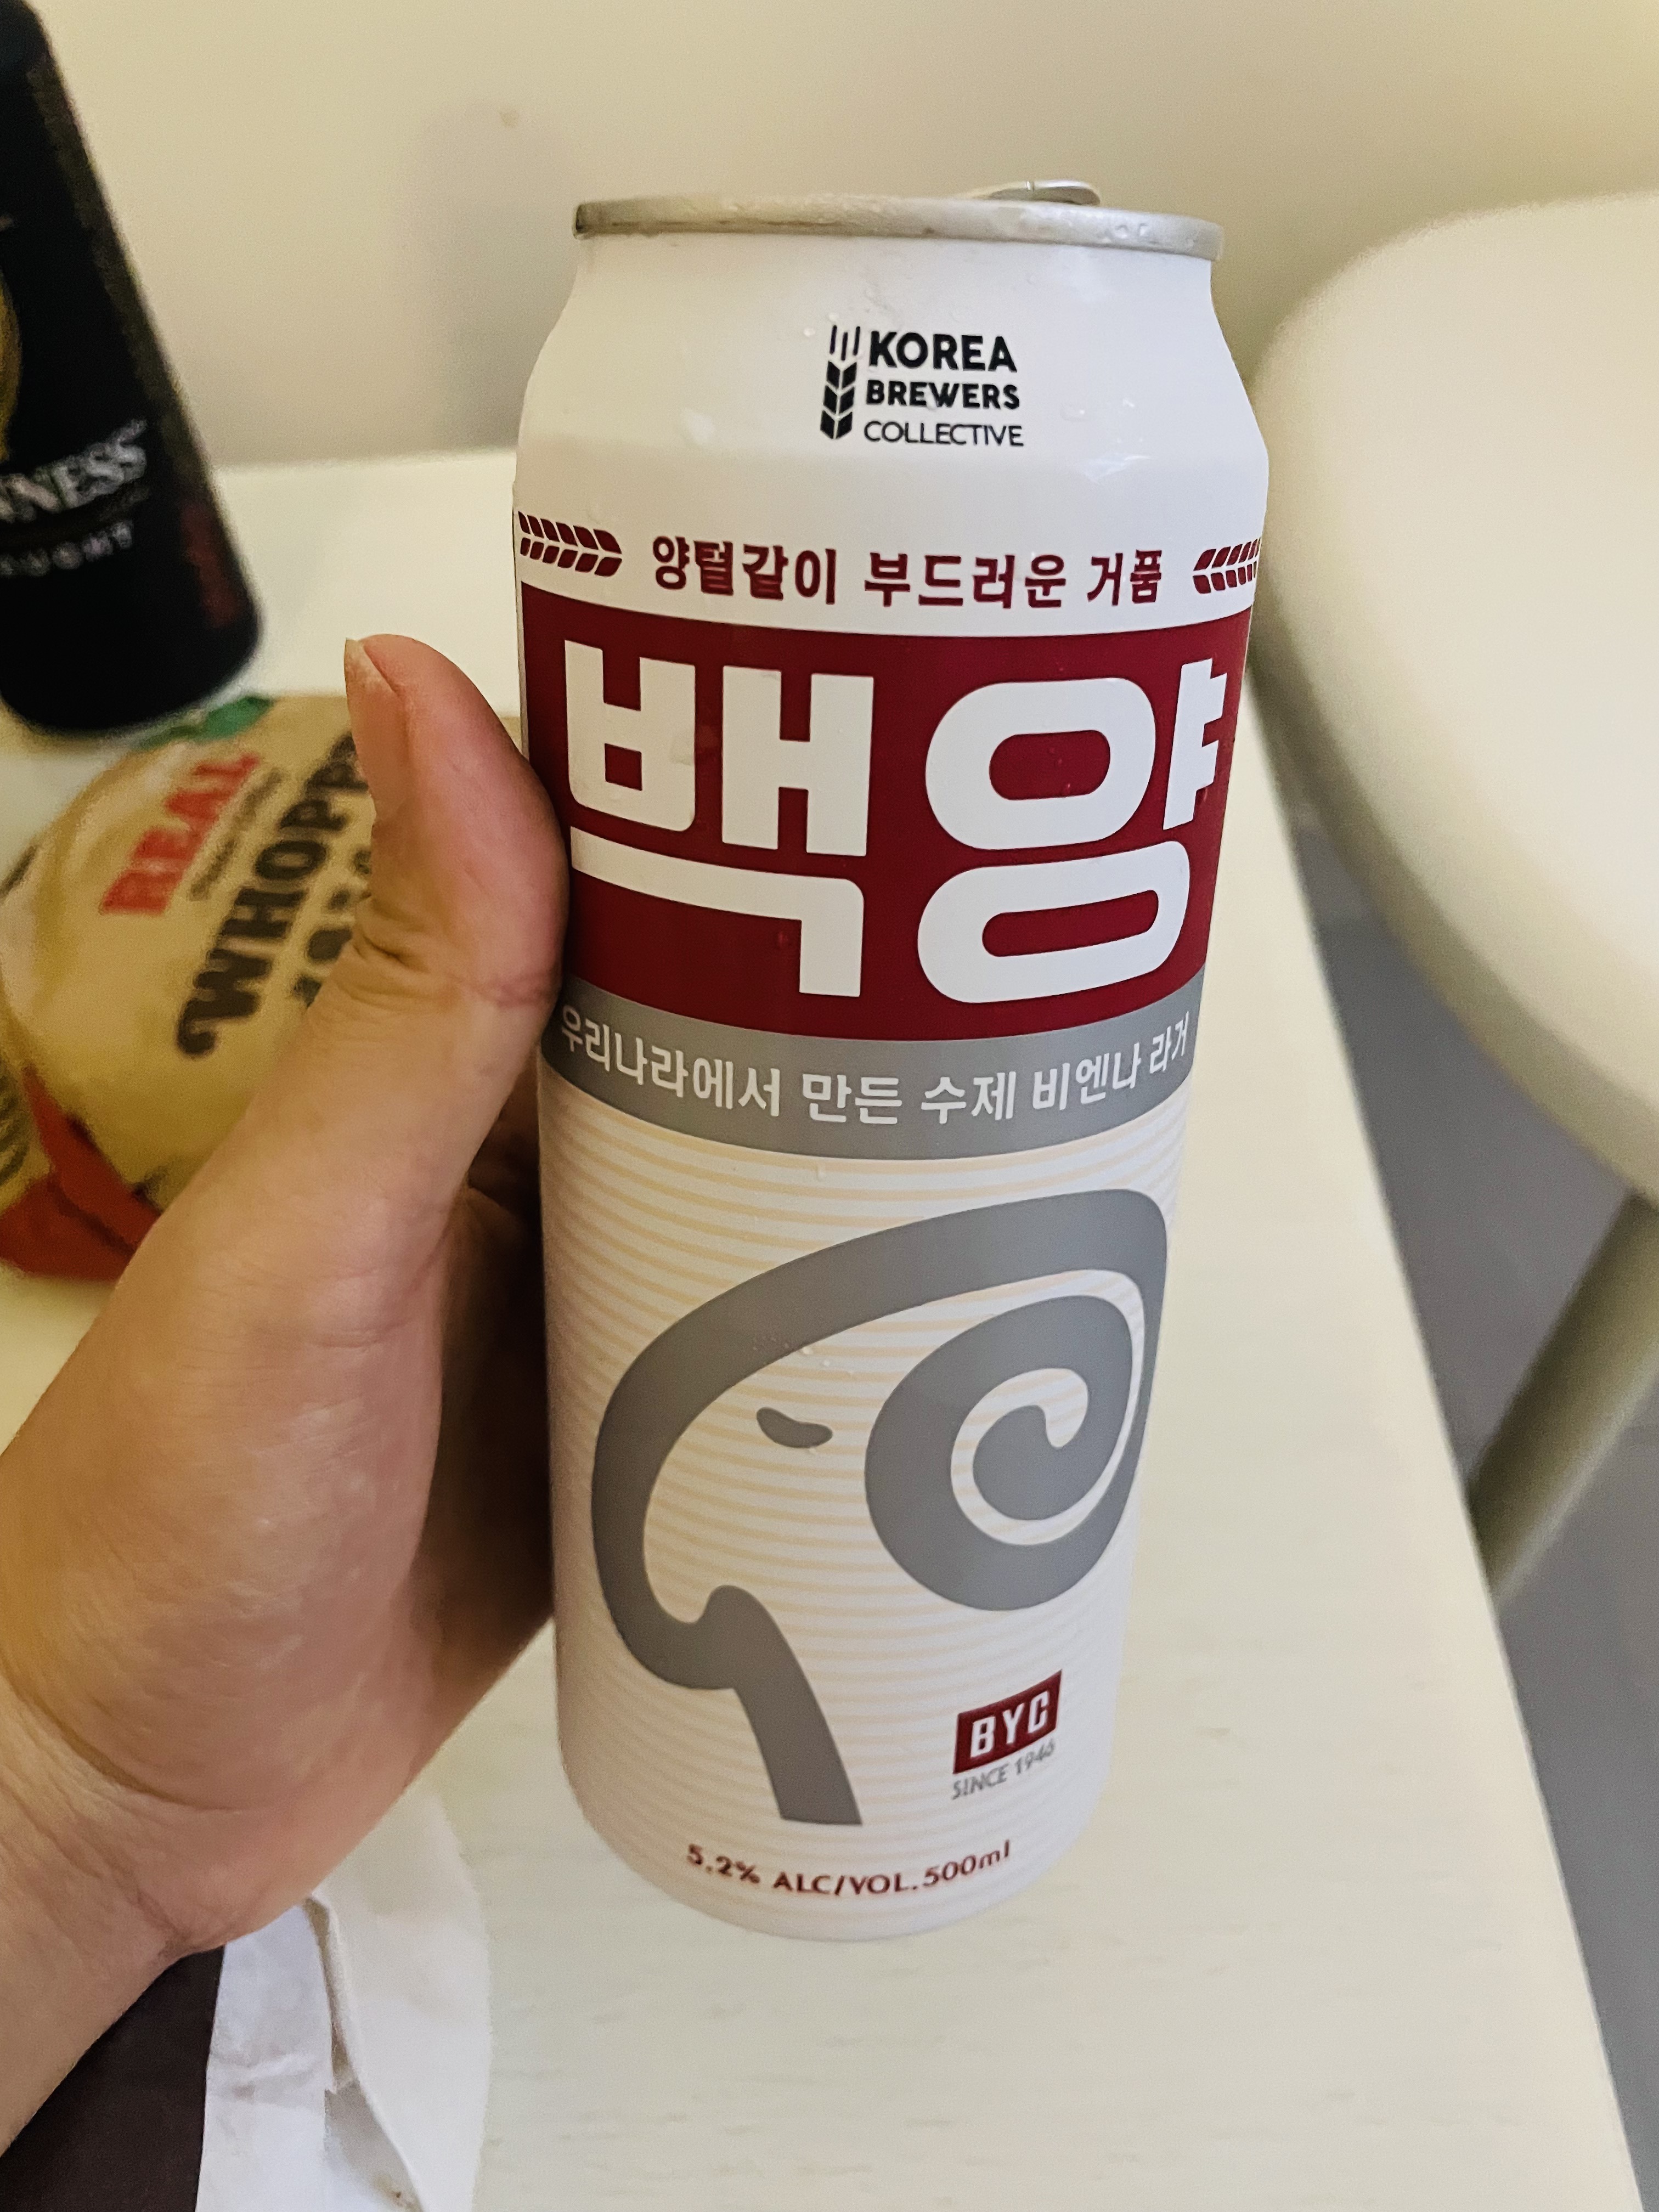 KOREA
BREWERS
COLLECTIVE
양털같이 부드러운 거품
백양
우리나라에서 만든 수제 비엔나 라거
BYC
SINCE 1946
5.2% ALC/VOL.500ml
REAL